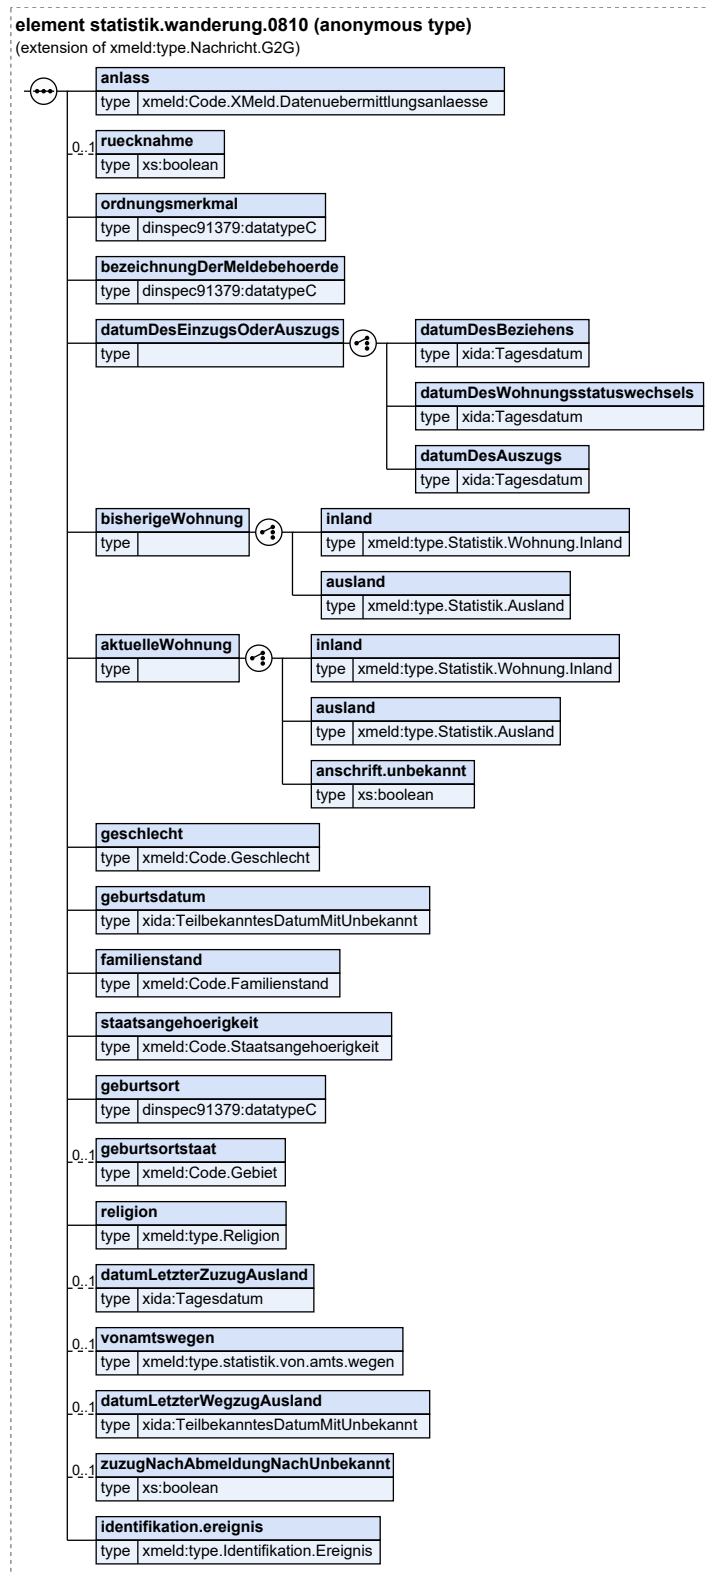 element statistik.wanderung.0810 (anonymous type)
(extension of xmeld:type.Nachricht.G2G)
anlass
type xmeld:Code.XMeld.Datenuebermittlungsanlaesse
0..1 ruecknahme
type xs:boolean
ordnungsmerkmal
type dinspec91379:datatypeC
bezeichnungDerMeldebehoerde
type dinspec91379:datatypeC
datumDesEinzugsOderAuszugs
type
datumDesBeziehens
type xida:Tagesdatum
datumDesWohnungsstatuswechsels
type xida:Tagesdatum
datumDesAuszugs
type xida:Tagesdatum
bisherigeWohnung
type
inland
type xmeld:type.Statistik.Wohnung.Inland
ausland
type xmeld:type.Statistik.Ausland
aktuelleWohnung
type
inland
type xmeld:type.Statistik.Wohnung.Inland
ausland
type xmeld:type.Statistik.Ausland
anschrift.unbekannt
type xs:boolean
geschlecht
type xmeld:Code.Geschlecht
geburtsdatum
type xida:TeilbekanntesDatumMitUnbekannt
familienstand
type xmeld:Code.Familienstand
staatsangehoerigkeit
type xmeld:Code.Staatsangehoerigkeit
geburtsort
type dinspec91379:datatypeC
0..1 geburtsortstaat
type xmeld:Code.Gebiet
religion
type xmeld:type.Religion
0..1 datumLetzterZuzugAusland
type xida:Tagesdatum
0..1 vonamtswegen
type xmeld:type.statistik.von.amts.wegen
0..1 datumLetzterWegzugAusland
type xida:TeilbekanntesDatumMitUnbekannt
0..1 zuzugNachAbmeldungNachUnbekannt
type xs:boolean
identifikation.ereignis
type xmeld:type.Identifikation.Ereignis